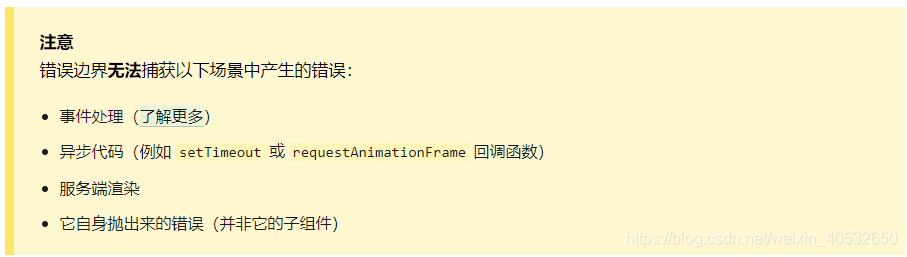 注意
错误边界无法捕获以下场景中产生的错误：
事件处理（了解更多）
异步代码（例如 setTimeout 或 requestAnimationFrame 回调函数）
服务端渲染
它自身抛出来的错误（并非它的子组件）
https://blog.csdn.net/weixin_40532650